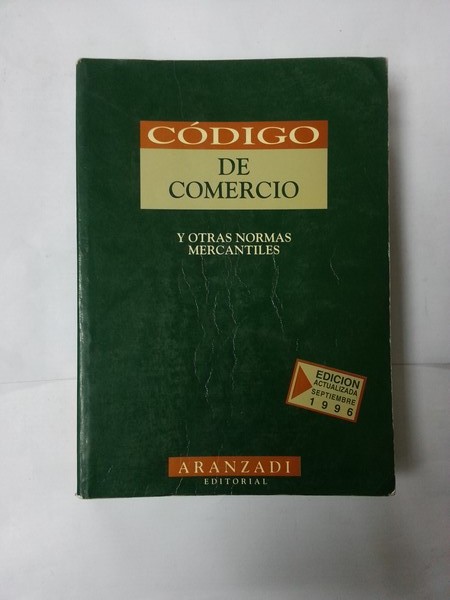 CÓDIGO
DE
COMERCIO
Y OTRAS NORMAS
MERCANTILES
EDICION
ACTUALIZADA
SEPTIEMBRE
1996
ARANZADI
EDITORIAL